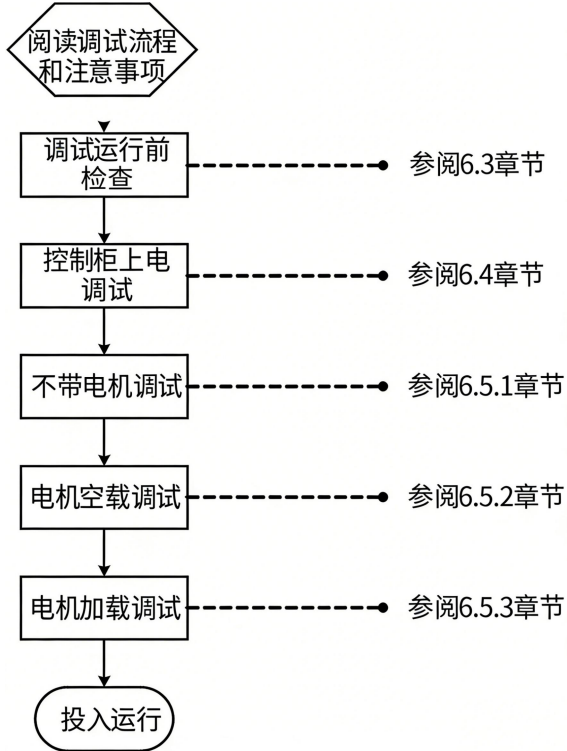 阅读调试流程
和注意事项
调试运行前
检查
参阅6.3章节
控制柜上电
调试
参阅6.4章节
不带电机调试
参阅6.5.1章节
电机空载调试
参阅6.5.2章节
电机加载调试
参阅6.5.3章节
投入运行